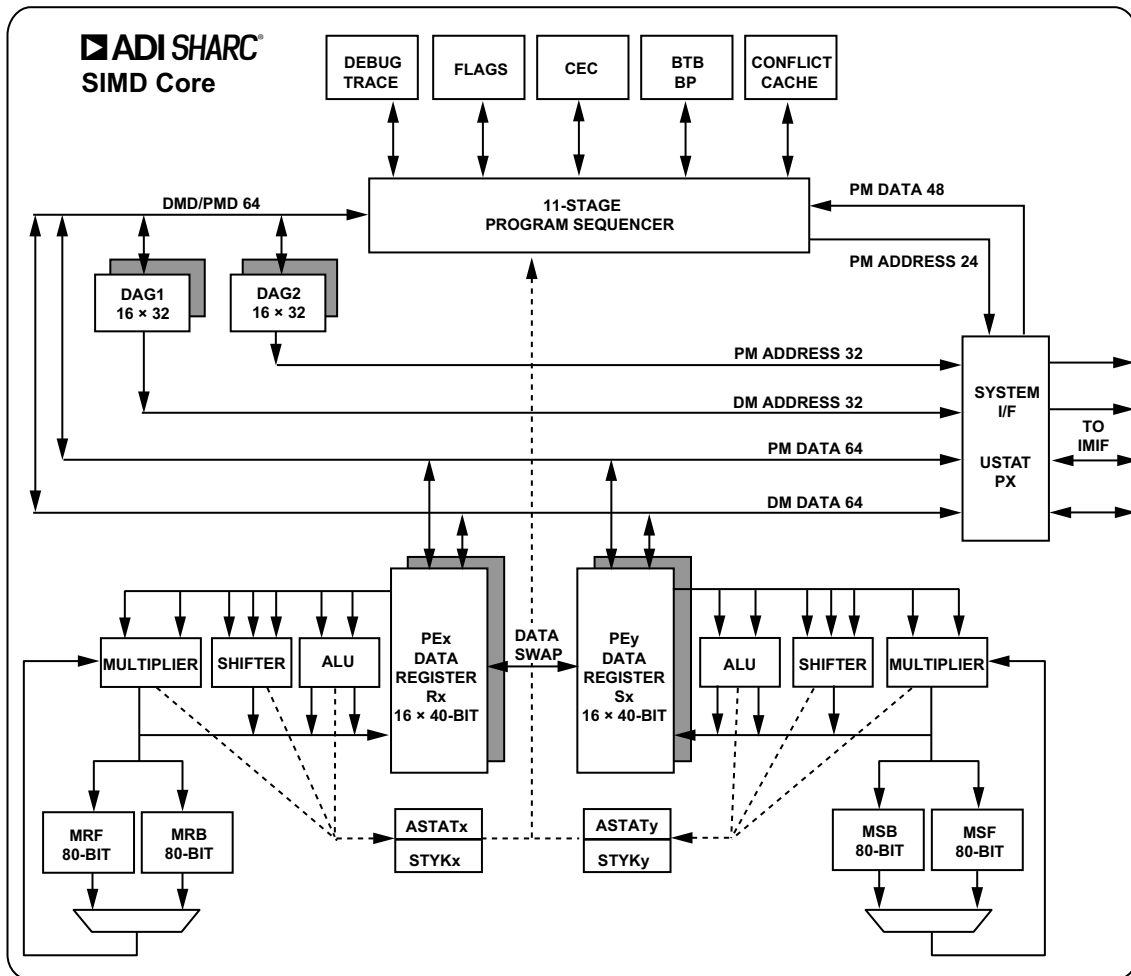 ADI SHARC®
SIMD Core
DEBUG
TRACE
FLAGS
CEC
BTB
BP
CONFLICT
CACHE
DMD/PMD 64
11-STAGE
PROGRAM SEQUENCER
PM DATA 48
PM ADDRESS 24
DAG1
16 × 32
DAG2
16 × 32
PM ADDRESS 32
DM ADDRESS 32
PM DATA 64
DM DATA 64
SYSTEM
I/F
USTAT
PX
TO
IMIF
MULTIPLIER
SHIFTER
ALU
PEx
DATA
REGISTER
Rx
16 × 40-BIT
DATA
SWAP
PEy
DATA
REGISTER
Sx
16 × 40-BIT
ALU
SHIFTER
MULTIPLIER
MRF
80-BIT
MRB
80-BIT
ASTATx
STYKx
ASTATy
STYKy
MSB
80-BIT
MSF
80-BIT